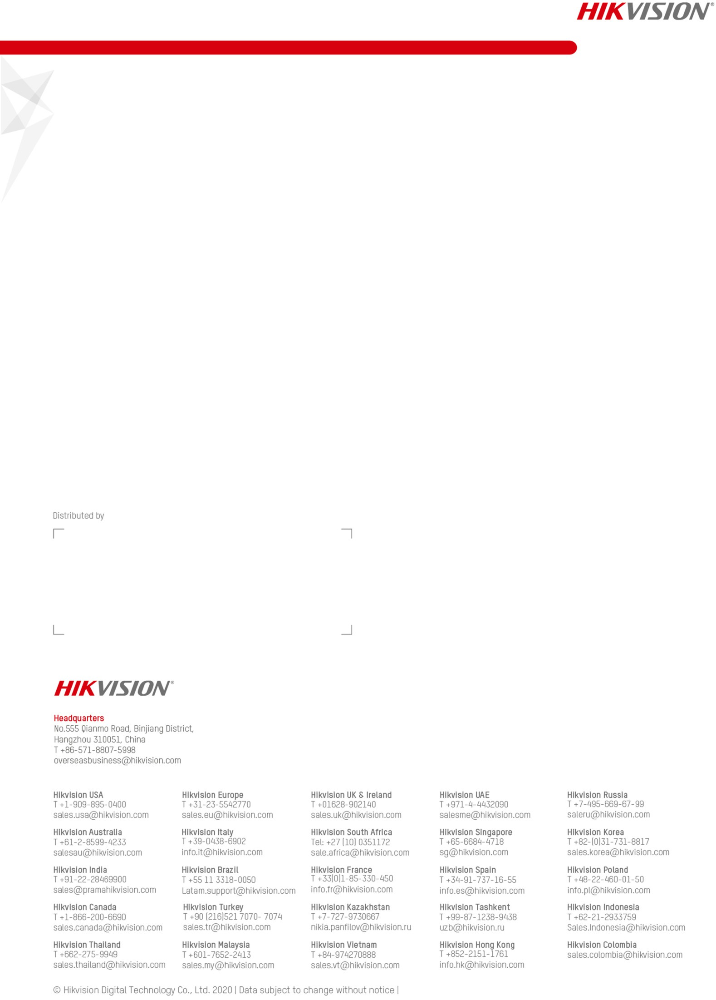 HIKVISION®
Distributed by
HIKVISION®
Headquarters
No.555 Qianmo Road, Binjiang District,
Hangzhou 310051, China
T +86-571-8807-5998
overseasbusiness@hikvision.com
Hikvision USA
T +1-909-895-0400
sales.usa@hikvision.com
Hikvision Europe
T +31-23-5542770
sales.eu@hikvision.com
Hikvision UK & Ireland
T +01628-902140
sales.uk@hikvision.com
Hikvision UAE
T +971-4-4432090
salesme@hikvision.com
Hikvision Russia
T +7-495-669-67-99
saleru@hikvision.com
Hikvision Australia
T +61-2-8599-4233
salesau@hikvision.com
Hikvision Italy
T +39-0438-6902
info.it@hikvision.com
Hikvision South Africa
Tel: +27 (10) 0351172
sale.africa@hikvision.com
Hikvision Singapore
T +65-6684-4718
sg@hikvision.com
Hikvision Korea
T +82-(0)31-731-8817
sales.korea@hikvision.com
Hikvision India
T +91-22-28469900
sales@pramahikvision.com
Hikvision Brazil
T +55 11 3318-0050
Latam.support@hikvision.com
Hikvision France
T +33(0)1-85-330-450
info.fr@hikvision.com
Hikvision Spain
T +34-91-737-16-55
info.es@hikvision.com
Hikvision Poland
T +48-22-460-01-50
info.pl@hikvision.com
Hikvision Canada
T +1-866-200-6690
sales.canada@hikvision.com
Hikvision Turkey
T +90 (216)521 7070- 7074
sales.tr@hikvision.com
Hikvision Kazakhstan
T +7-727-9730667
nikia.panfilov@hikvision.ru
Hikvision Tashkent
T +99-87-1238-9438
uzb@hikvision.ru
Hikvision Indonesia
T +62-21-2933759
Sales.Indonesia@hikvision.com
Hikvision Thailand
T +662-275-9949
sales.thailand@hikvision.com
Hikvision Malaysia
T +601-7652-2413
sales.my@hikvision.com
Hikvision Vietnam
T +84-974270888
sales.vt@hikvision.com
Hikvision Hong Kong
T +852-2151-1761
info.hk@hikvision.com
Hikvision Colombia
sales.colombia@hikvision.com
© Hikvision Digital Technology Co., Ltd. 2020 | Data subject to change without notice |